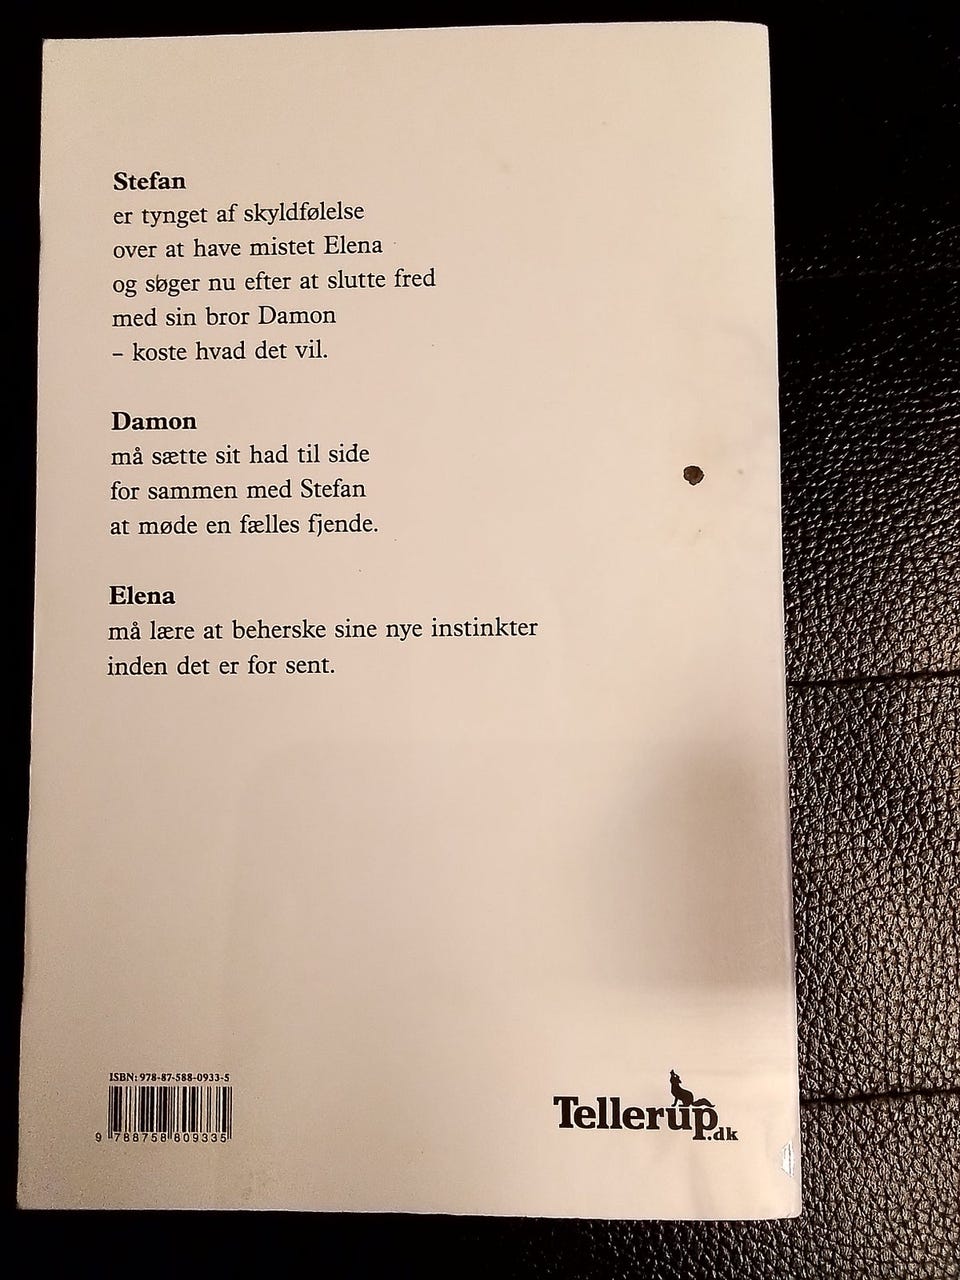 Stefan
er tynget af skyldfølelse
over at have mistet Elena
og søger nu efter at slutte fred
med sin bror Damon
– koste hvad det vil.
Damon
må sætte sit had til side
for sammen med Stefan
at møde en fælles fjende.
Elena
må lære at beherske sine nye instinkter
inden det er for sent.
ISBN: 978-87-588-0933-5
9 788758 809335
Tellerup.dk